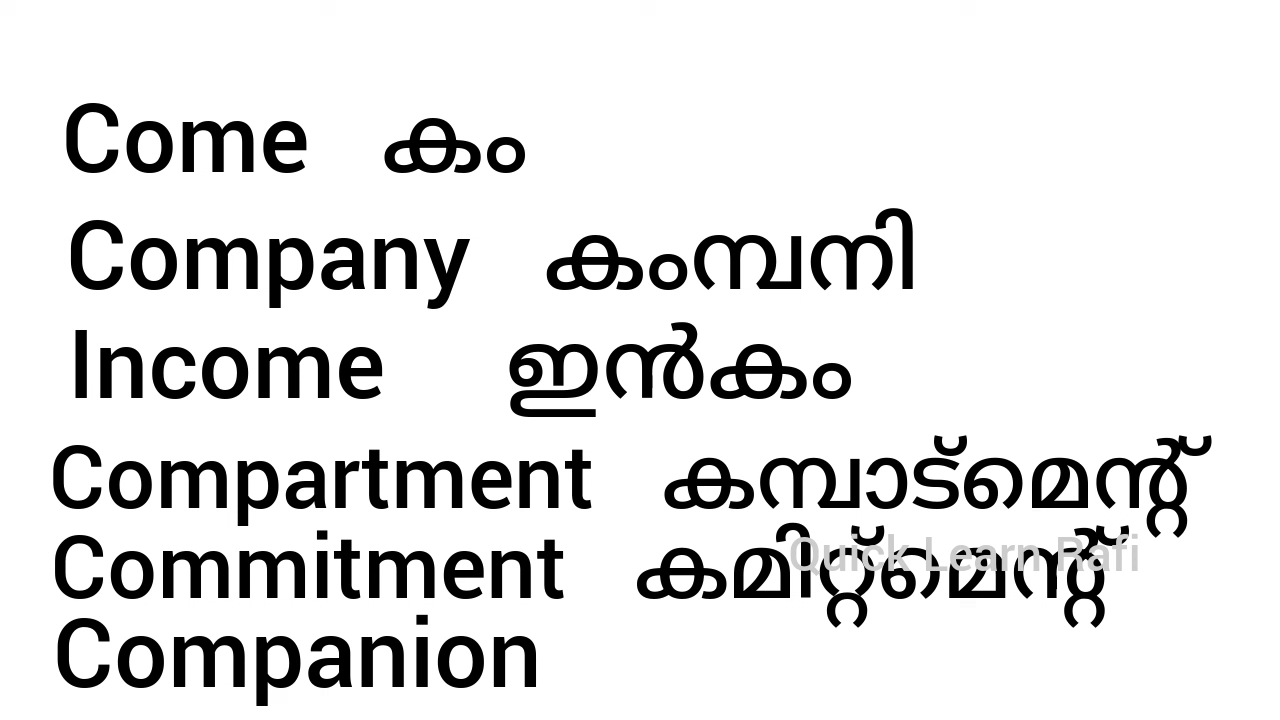 Come കം
Company കംമ്പനി
Income ഇൻകം
Compartment കമ്പാട്മെന്റ്
Commitment കമിറ്റ്മെന്റ്
Quick Learn Rafi
Companion